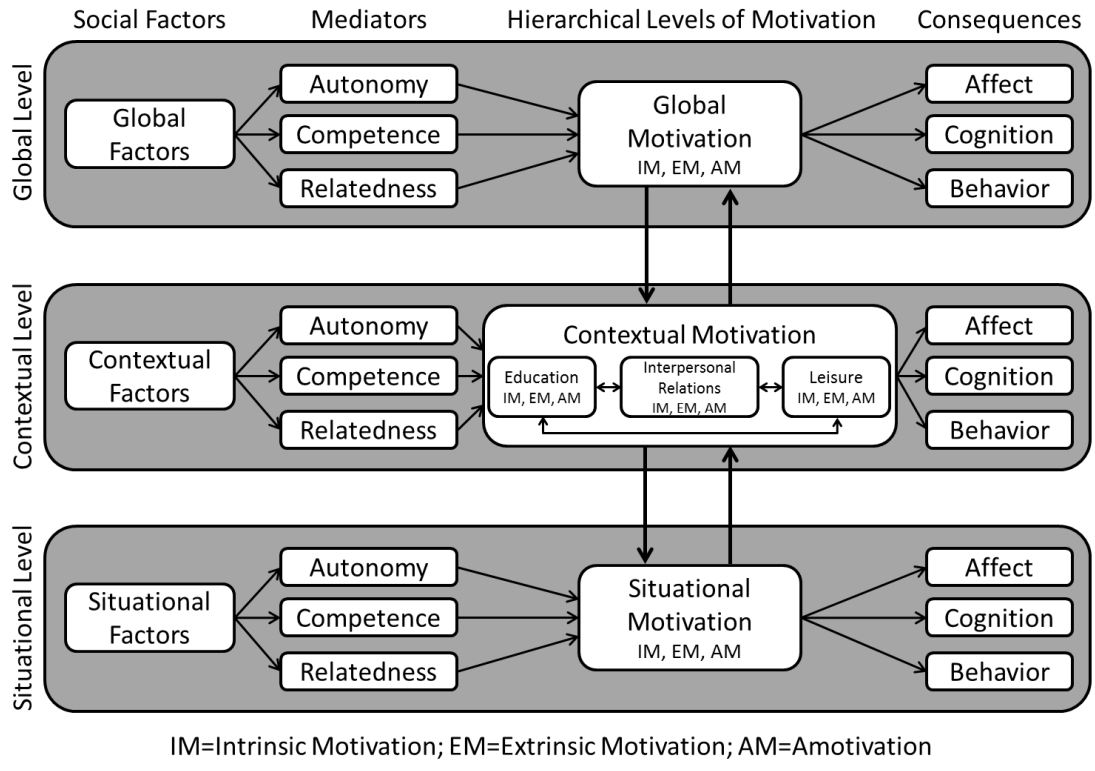 Social Factors
Mediators
Hierarchical Levels of Motivation
Consequences
Global Level
Global
Factors
Autonomy
Competence
Relatedness
Global
Motivation
IM, EM, AM
Affect
Cognition
Behavior
Contextual Level
Contextual
Factors
Autonomy
Competence
Relatedness
Contextual Motivation
Education
IM, EM, AM
Interpersonal
Relations
IM, EM, AM
Leisure
IM, EM, AM
Affect
Cognition
Behavior
Situational Level
Situational
Factors
Autonomy
Competence
Relatedness
Situational
Motivation
IM, EM, AM
Affect
Cognition
Behavior
IM=Intrinsic Motivation; EM=Extrinsic Motivation; AM=Amotivation